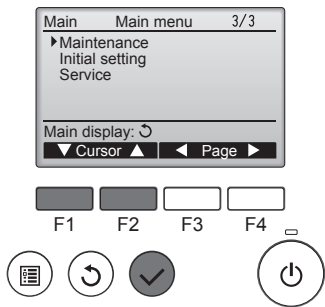 Main Main menu 3/3
Maintenance
Initial setting
Service
Main display:
Cursor Page
F1 F2 F3 F4